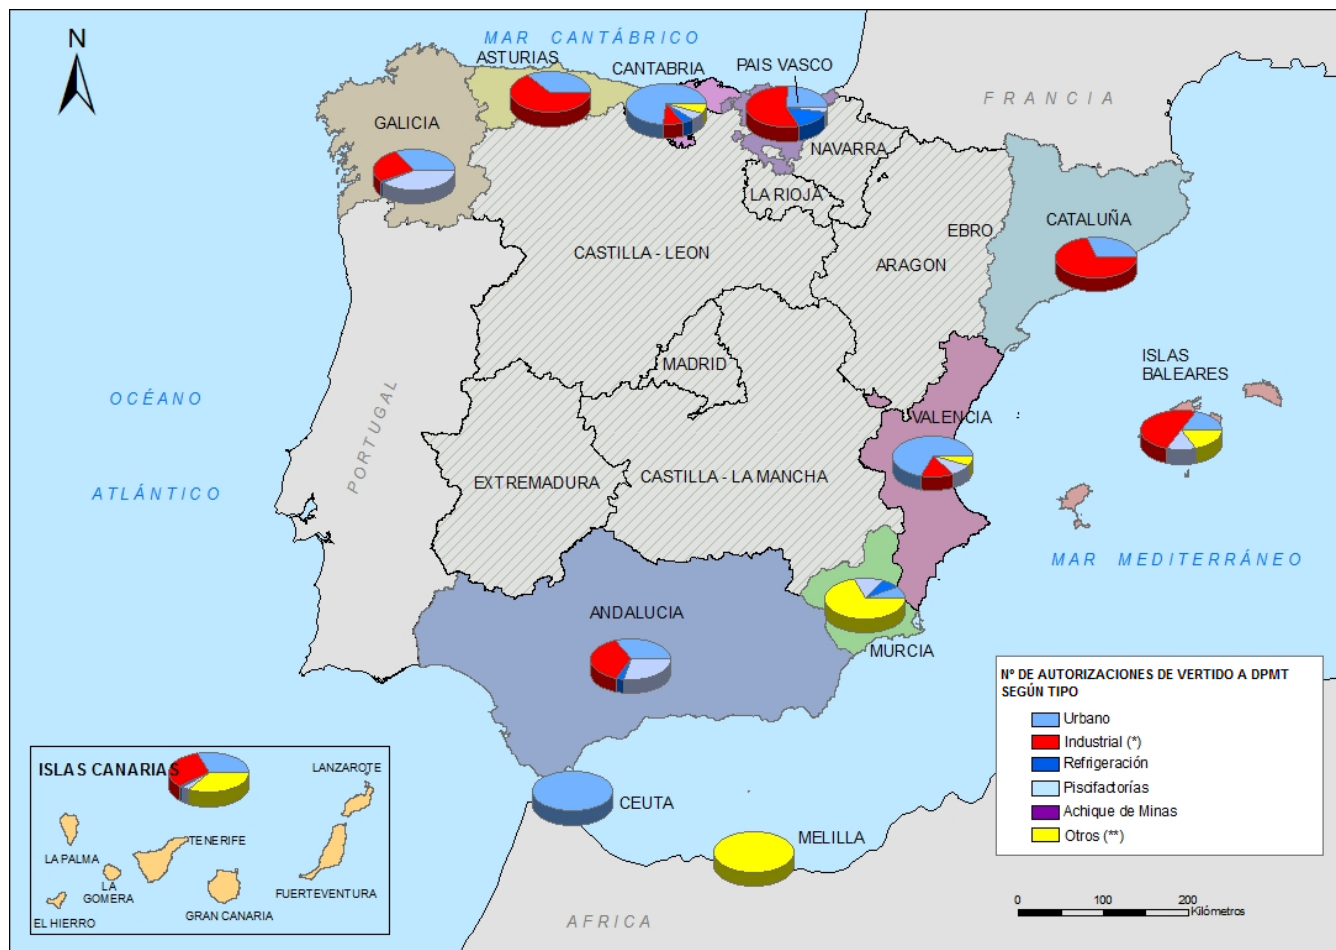 N
MAR CANTÁBRICO
ASTURIAS
CANTABRIA
PAIS VASCO
FRANCIA
GALICIA
NAVARRA
LA RIOJA
CATALUÑA
EBRO
CASTILLA - LEON
ARAGON
MADRID
ISLAS
BALEARES
OCÉANO
ATLÁNTICO
PORTUGAL
VALENCIA
EXTREMADURA
CASTILLA - LA MANCHA
MAR MEDITERRÁNEO
ANDALUCIA
MURCIA
Nº DE AUTORIZACIONES DE VERTIDO A DPMT
SEGÚN TIPO
Urbano
Industrial (*)
Refrigeración
Piscifactorías
Achique de Minas
Otros (**)
ISLAS CANARIAS
LANZAROTE
TENERIFE
LA PALMA
LA
GOMERA
FUERTEVENTURA
EL HIERRO
GRAN CANARIA
CEUTA
MELILLA
AFRICA
0 100 200
Kilómetros